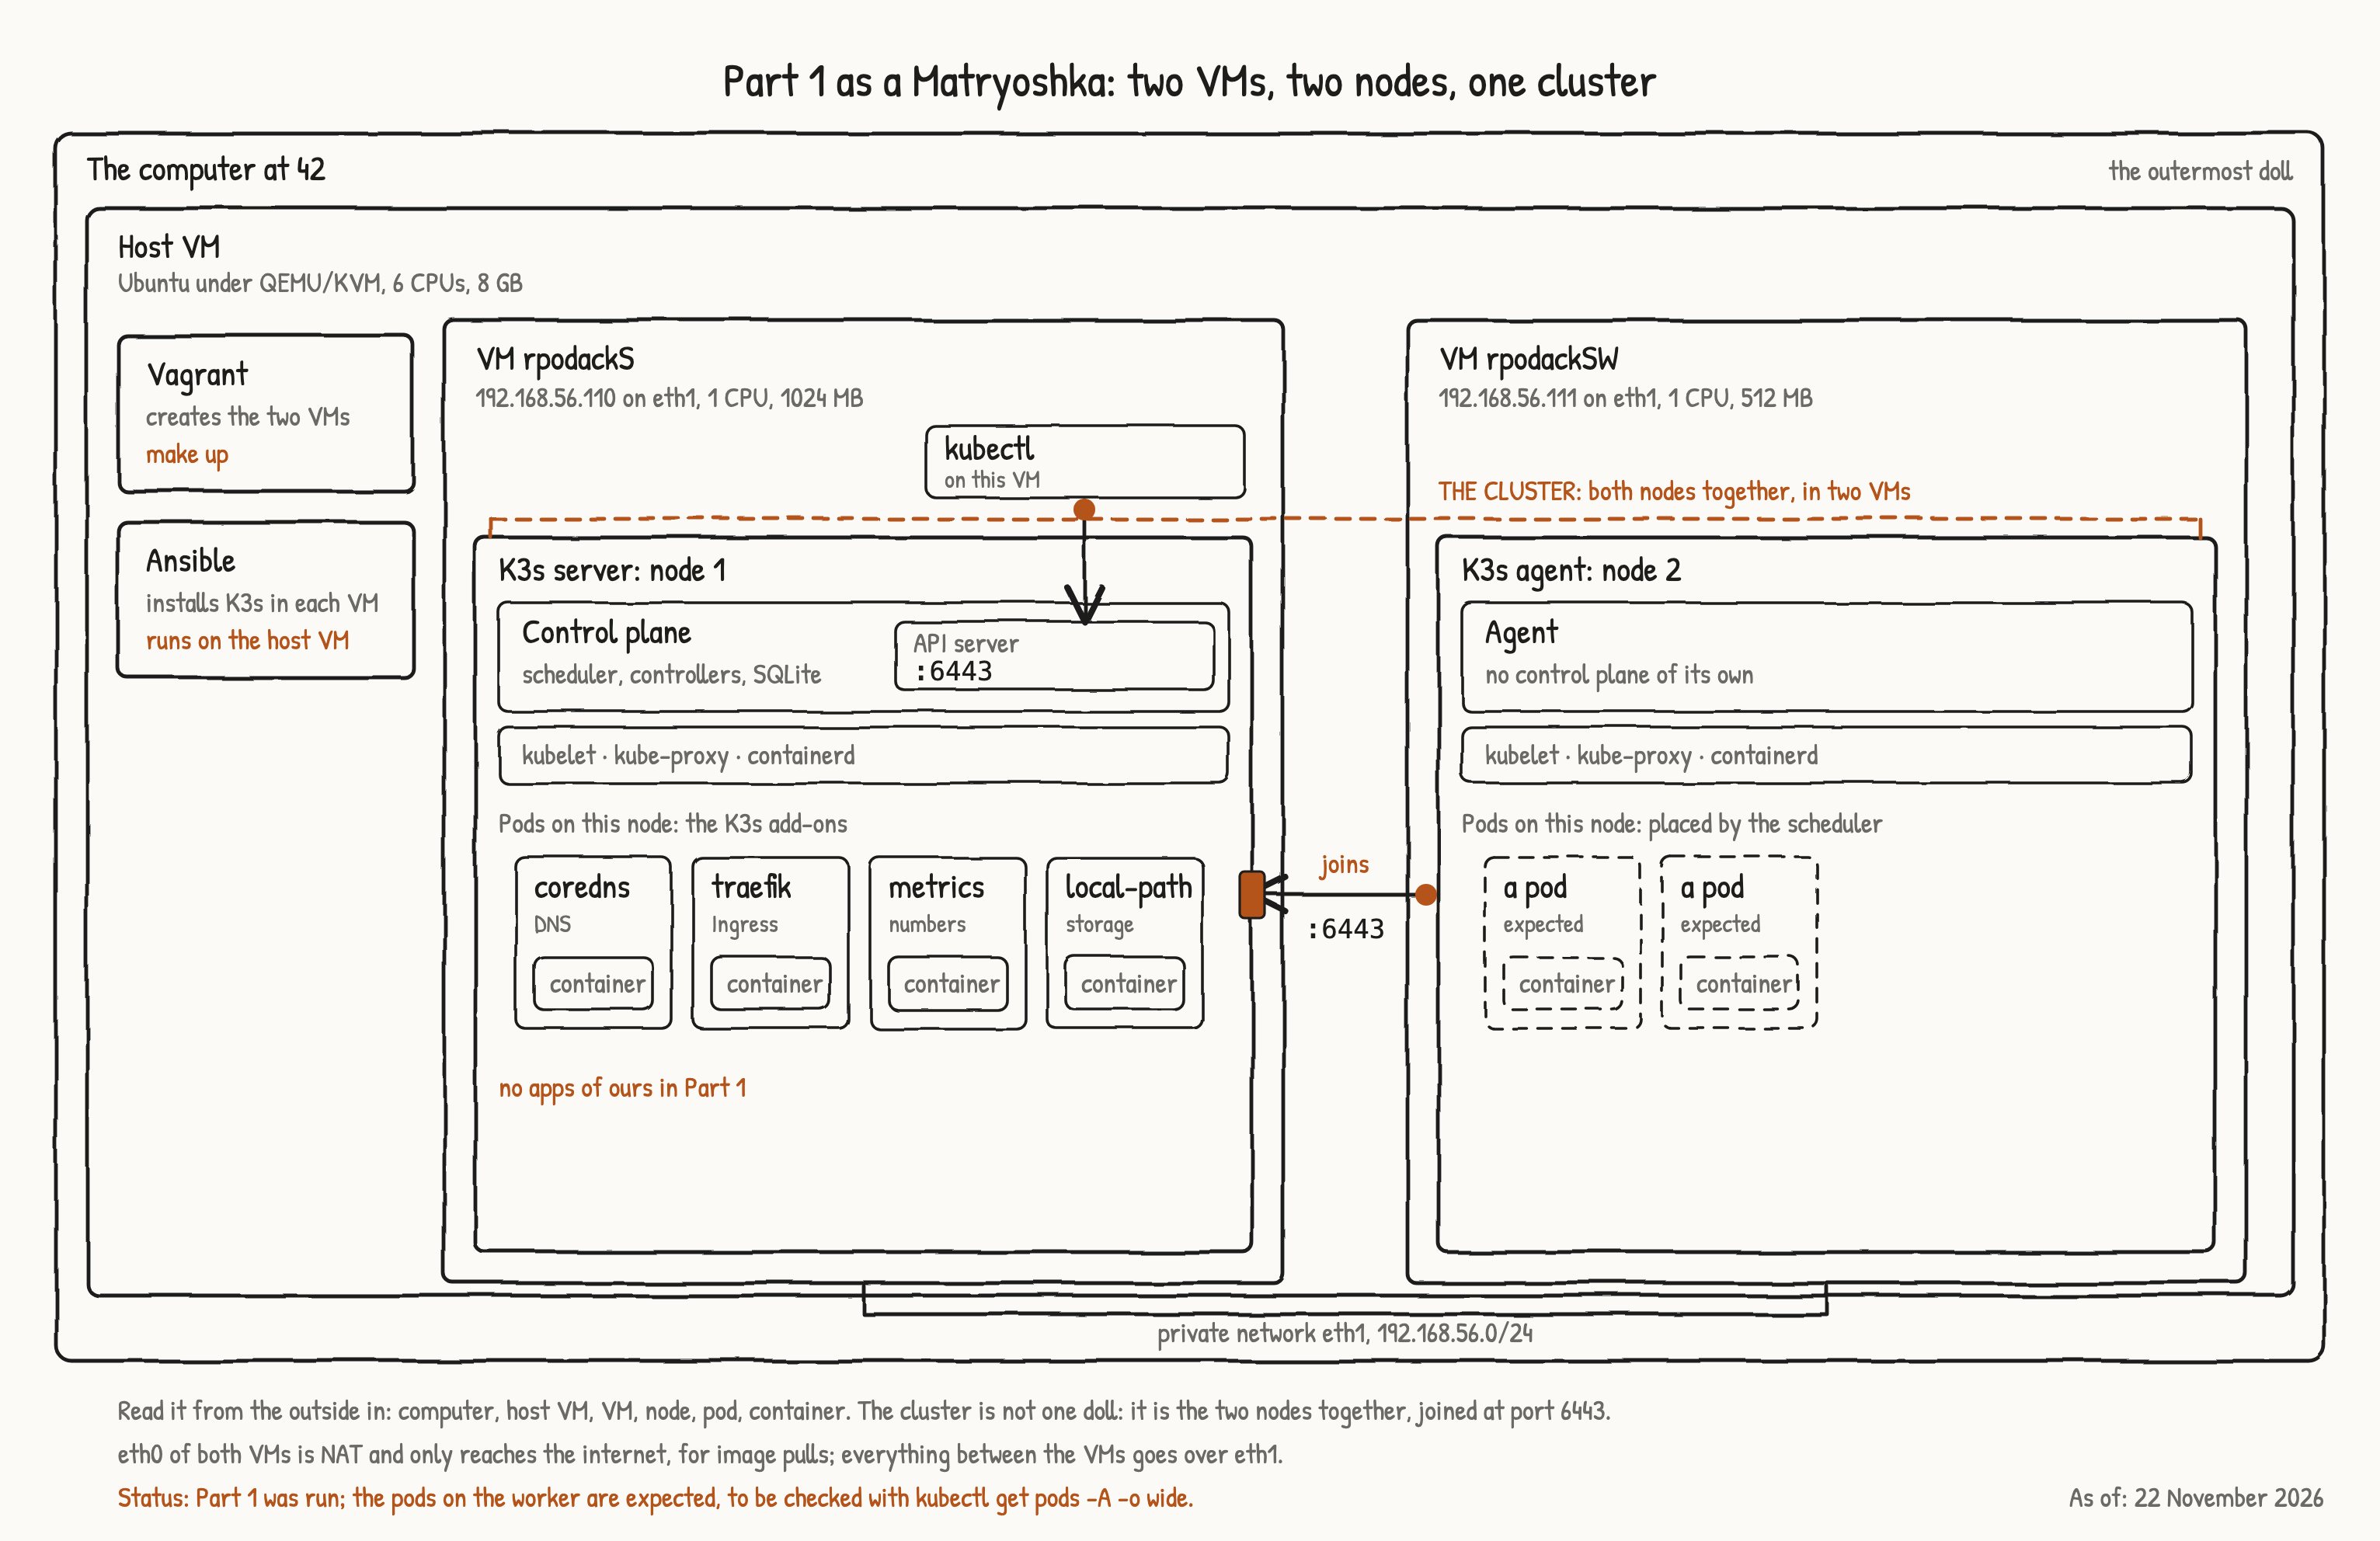 Part 1 as a Matryoshka: two VMs, two nodes, one cluster
The computer at 42
the outermost doll
Host VM
Ubuntu under QEMU/KVM, 6 CPUs, 8 GB
Vagrant
creates the two VMs
make up
Ansible
installs K3s in each VM
runs on the host VM
VM rpodackS
192.168.56.110 on eth1, 1 CPU, 1024 MB
kubectl
on this VM
K3s server: node 1
Control plane
scheduler, controllers, SQLite
API server
:6443
kubelet · kube-proxy · containerd
Pods on this node: the K3s add-ons
coredns
DNS
container
traefik
Ingress
container
metrics
numbers
container
local-path
storage
container
no apps of ours in Part 1
joins
:6443
VM rpodackSW
192.168.56.111 on eth1, 1 CPU, 512 MB
THE CLUSTER: both nodes together, in two VMs
K3s agent: node 2
Agent
no control plane of its own
kubelet · kube-proxy · containerd
Pods on this node: placed by the scheduler
a pod
expected
container
a pod
expected
container
private network eth1, 192.168.56.0/24
Read it from the outside in: computer, host VM, VM, node, pod, container. The cluster is not one doll: it is the two nodes together, joined at port 6443.
eth0 of both VMs is NAT and only reaches the internet, for image pulls; everything between the VMs goes over eth1.
Status: Part 1 was run; the pods on the worker are expected, to be checked with kubectl get pods -A -o wide.
As of: 22 November 2026